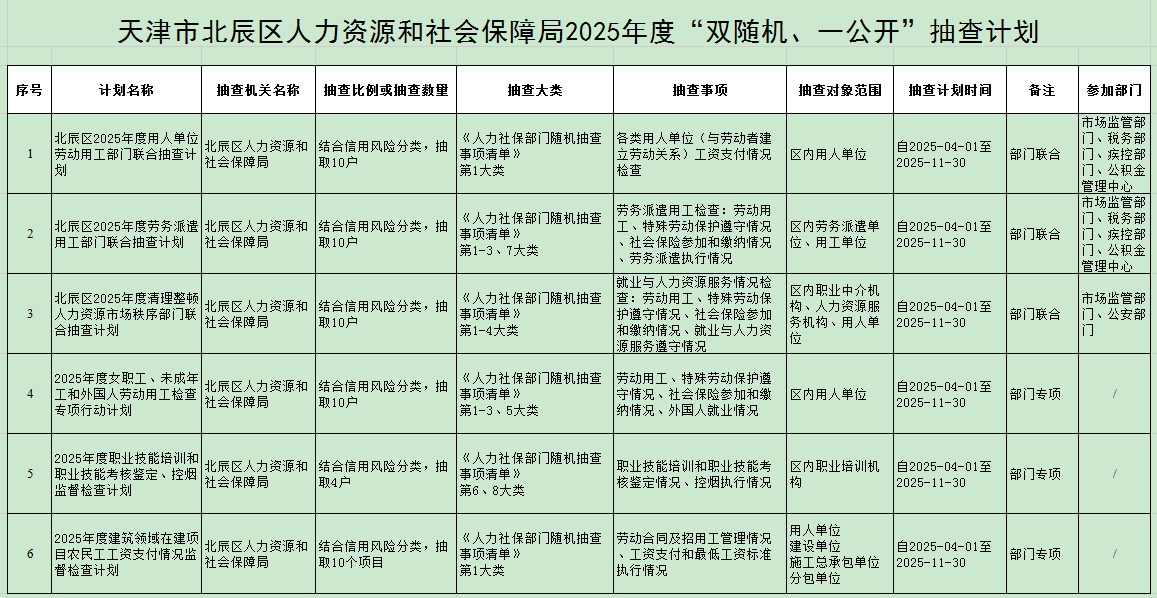 天津市北辰区人力资源和社会保障局2025年度“双随机、一公开”抽查计划
序号 计划名称 抽查机关名称 抽查比例或抽查数量 抽查大类 抽查事项 抽查对象范围 抽查计划时间 备注 参加部门
1
北辰区2025年度用人单位
劳动用工部门联合抽查计
划
北辰区人力资源和
社会保障局
结合信用风险分类，抽
取10户
《人力社保部门随机抽查
事项清单》
第1大类
各类用人单位（与劳动者建
立劳动关系）工资支付情况
检查
区内用人单位
自2025-04-01至
2025-11-30
部门联合
市场监管部
门、税务部
门、疾控部
门、公积金
管理中心
2
北辰区2025年度劳务派遣
用工部门联合抽查计划
北辰区人力资源和
社会保障局
结合信用风险分类，抽
取10户
《人力社保部门随机抽查
事项清单》
第1-3、7大类
劳务派遣用工检查：劳动用
工、特殊劳动保护遵守情况
、社会保险参加和缴纳情况
、劳务派遣执行情况
区内劳务派遣单
位、用工单位
自2025-04-01至
2025-11-30
部门联合
市场监管部
门、税务部
门、疾控部
门、公积金
管理中心
3
北辰区2025年度清理整顿
人力资源市场秩序部门联
合抽查计划
北辰区人力资源和
社会保障局
结合信用风险分类，抽
取10户
《人力社保部门随机抽查
事项清单》
第1-4大类
就业与人力资源服务情况检
查：劳动用工、特殊劳动保
护遵守情况、社会保险参加
和缴纳情况、就业与人力资
源服务遵守情况
区内职业中介机
构、人力资源服
务机构、用人单
位
自2025-04-01至
2025-11-30
部门联合
市场监管部
门、公安部
门
4
2025年度女职工、未成年
工和外国人劳动用工检查
专项行动计划
北辰区人力资源和
社会保障局
结合信用风险分类，抽
取10户
《人力社保部门随机抽查
事项清单》
第1-3、5大类
劳动用工、特殊劳动保护遵
守情况、社会保险参加和缴
纳情况、外国人就业情况
区内用人单位
自2025-04-01至
2025-11-30
部门专项
/
5
2025年度职业技能培训和
职业技能考核鉴定、控烟
监督检查计划
北辰区人力资源和
社会保障局
结合信用风险分类，抽
取4户
《人力社保部门随机抽查
事项清单》
第6、8大类
职业技能培训和职业技能考
核鉴定情况、控烟执行情况
区内职业培训机
构
自2025-04-01至
2025-11-30
部门专项
/
6
2025年度建筑领域在建项
目农民工工资支付情况监
督检查计划
北辰区人力资源和
社会保障局
结合信用风险分类，抽
取10个项目
《人力社保部门随机抽查
事项清单》
第1大类
劳动合同及招用工管理情况
、工资支付和最低工资标准
执行情况
用人单位
建设单位
施工总承包单位
分包单位
自2025-04-01至
2025-11-30
部门专项
/